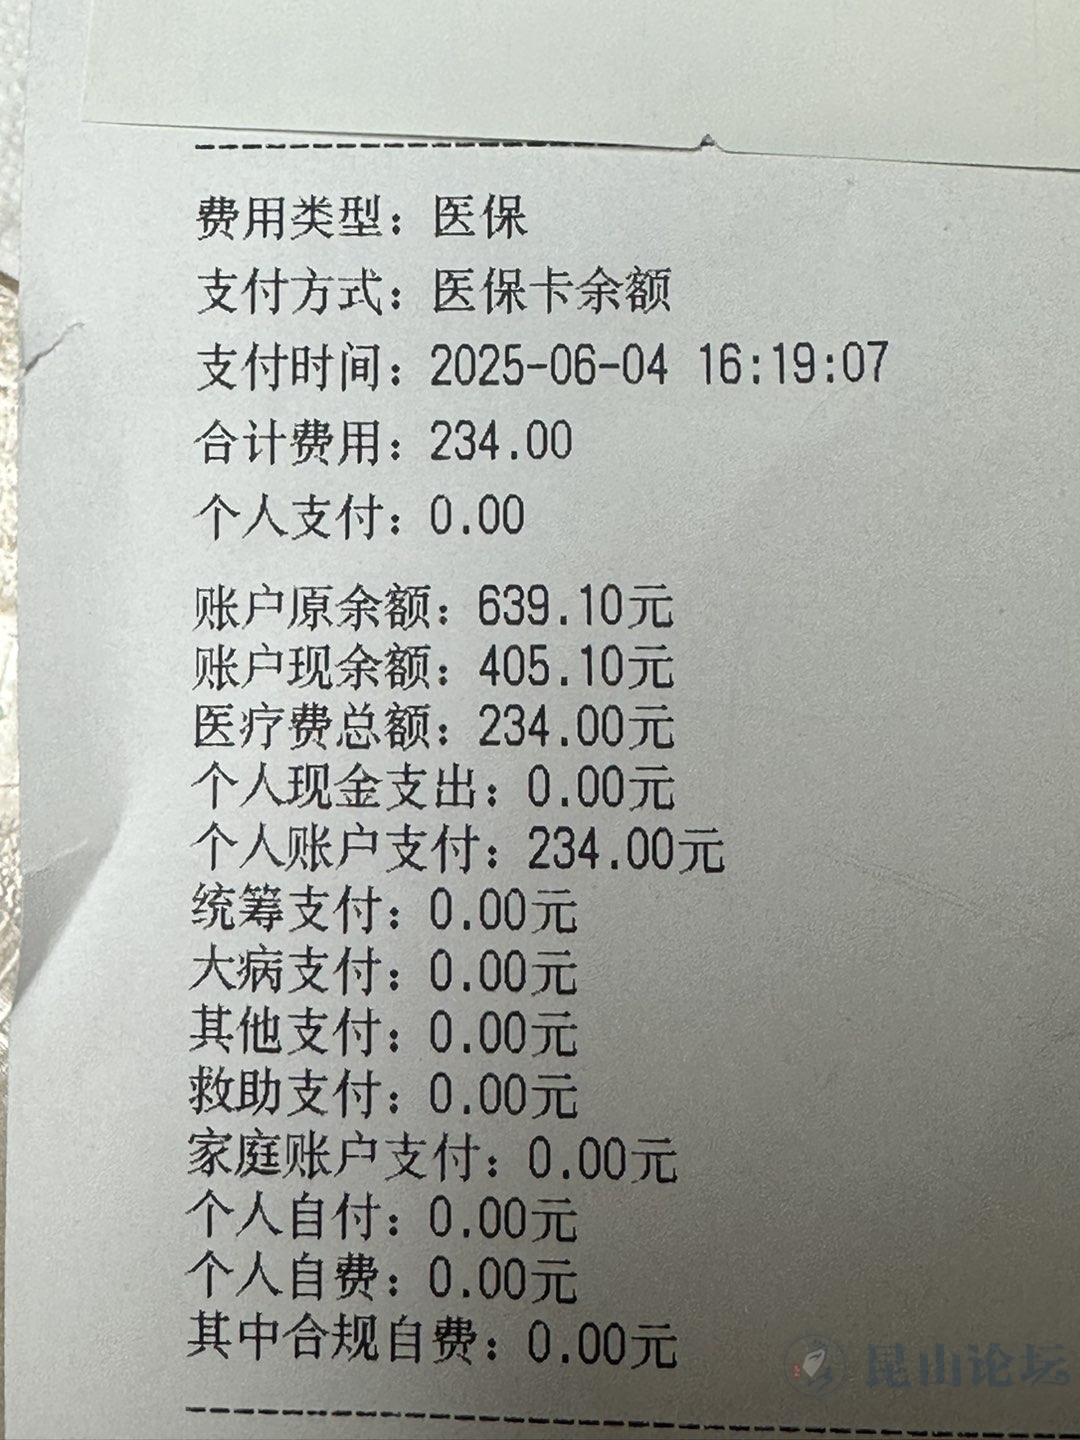 费用类型：医保
支付方式：医保卡余额
支付时间：2025-06-04 16:19:07
合计费用：234.00
个人支付：0.00
账户原余额：639.10元
账户现余额：405.10元
医疗费总额：234.00元
个人现金支出：0.00元
个人账户支付：234.00元
统筹支付：0.00元
大病支付：0.00元
其他支付：0.00元
救助支付：0.00元
家庭账户支付：0.00元
个人自付：0.00元
个人自费：0.00元
其中合规自费：0.00元
昆山论坛